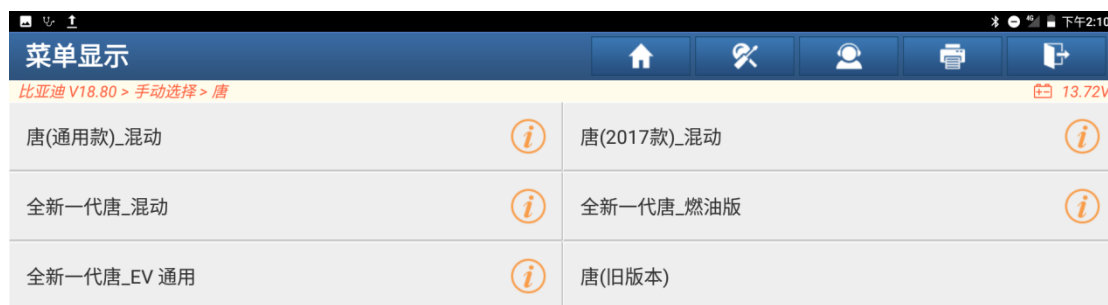 46 下午2:10
菜单显示
比亚迪 V18.80 > 手动选择 > 唐 13.72V
唐(通用款)_混动 唐(2017款)_混动
全新一代唐_混动 全新一代唐_燃油版
全新一代唐_EV 通用 唐(旧版本)